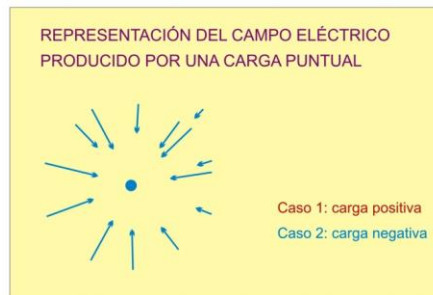 REPRESENTACIÓN DEL CAMPO ELÉCTRICO
PRODUCIDO POR UNA CARGA PUNTUAL
Caso 1: carga positiva
Caso 2: carga negativa